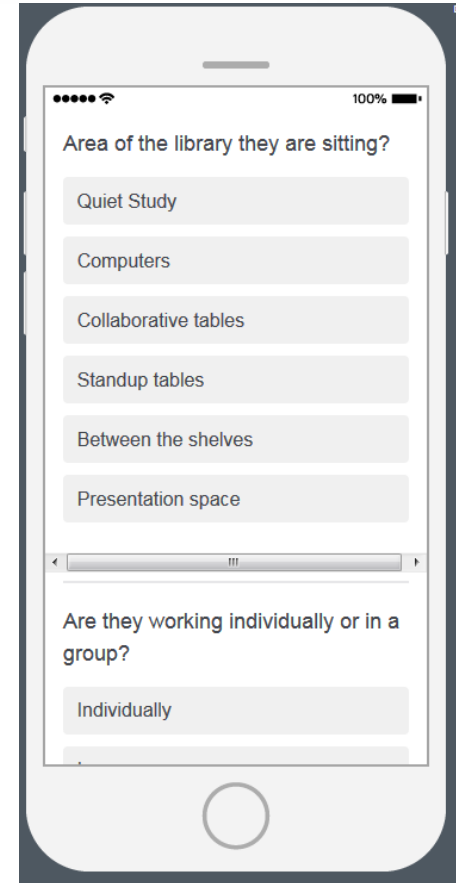 100%
Area of the library they are sitting?
Quiet Study
Computers
Collaborative tables
Standup tables
Between the shelves
Presentation space
Are they working individually or in a
group?
Individually